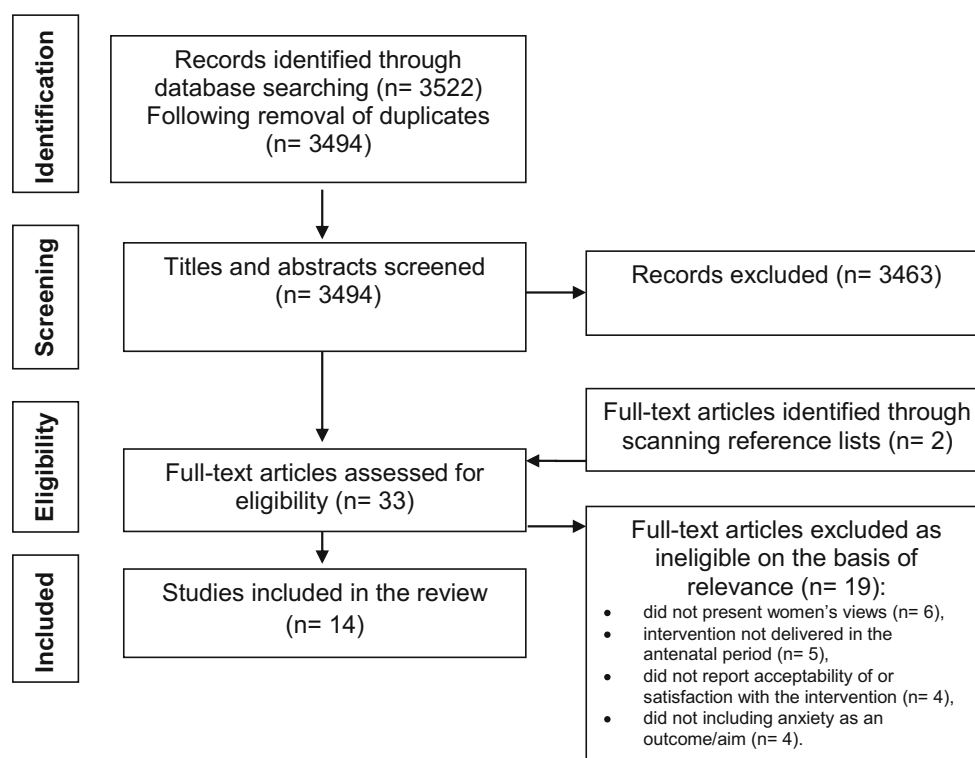 Identification
Records identified through
database searching (n= 3522)
Following removal of duplicates
(n= 3494)
Screening
Titles and abstracts screened
(n= 3494)
Records excluded (n= 3463)
Eligibility
Full-text articles identified through
scanning reference lists (n= 2)
Full-text articles assessed for
eligibility (n= 33)
Full-text articles excluded as
ineligible on the basis of
relevance (n= 19):
• did not present women’s views (n= 6),
• intervention not delivered in the
antenatal period (n= 5),
• did not report acceptability of or
satisfaction with the intervention (n= 4),
• did not including anxiety as an
outcome/aim (n= 4).
Included
Studies included in the review
(n= 14)